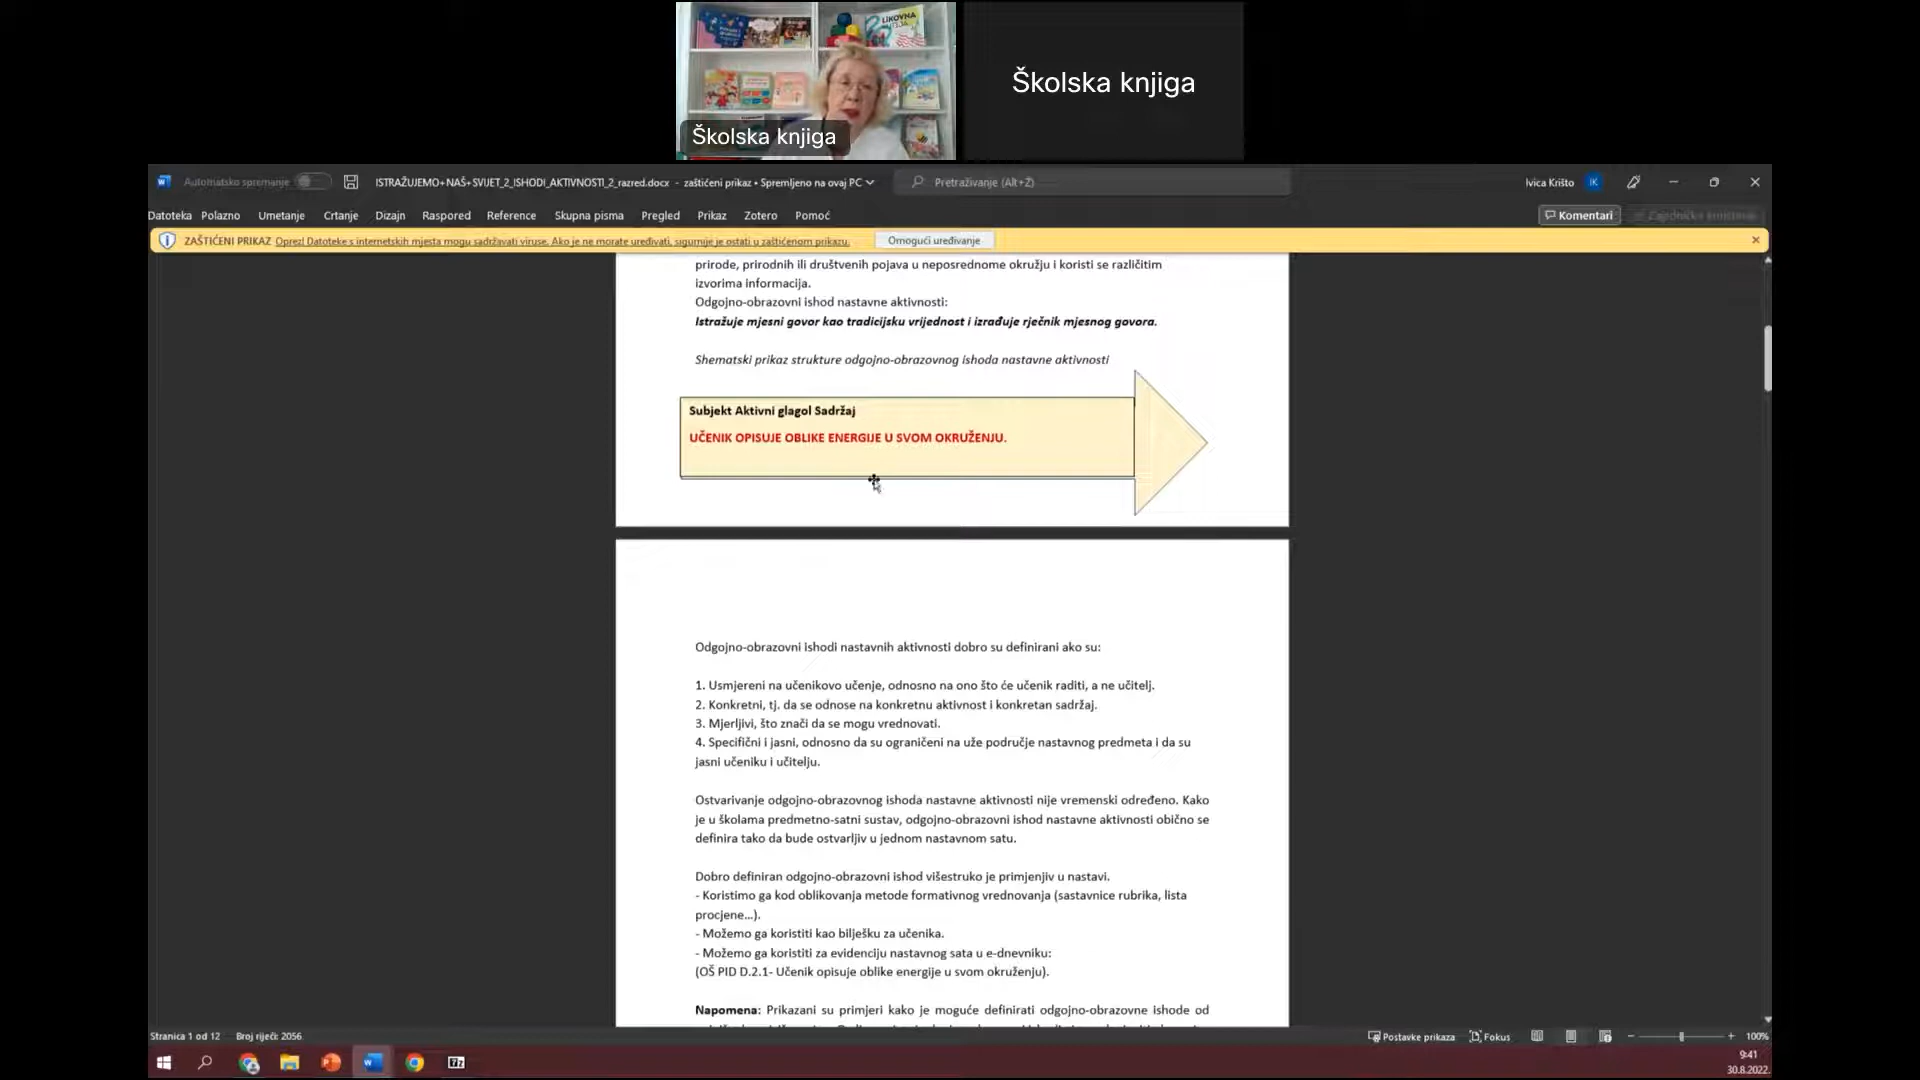 LIKOVNA
Školska knjiga
Školska knjiga
Automatsko spremanje
ISTRAŽUJEMO+NAŠ+SVIJET_2_ISHODI_AKTIVNOSTI_2_razred.docx - zaštićeni prikaz • Spremljeno na ovaj PC
Pretraživanje (Alt+Ž)
Ivica Krišto IK
Datoteka Polazno Umetanje Crtanje Dizajn Raspored Reference Skupna pisma Pregled Prikaz Zotero Pomoć
Komentari
ZAŠTIĆENI PRIKAZ Oprez! Datoteke s internetskih mjesta mogu sadržavati viruse. Ako je ne morate uređivati, sigurnije je ostati u zaštićenom prikazu. Omogući uređivanje
prirode, prirodnih ili društvenih pojava u neposrednome okružju i koristi se različitim
izvorima informacija.
Odgojno-obrazovni ishod nastavne aktivnosti:
Istražuje mjesni govor kao tradicijsku vrijednost i izrađuje rječnik mjesnog govora.
Shematski prikaz strukture odgojno-obrazovnog ishoda nastavne aktivnosti
Subjekt Aktivni glagol Sadržaj
UČENIK OPISUJE OBLIKE ENERGIJE U SVOM OKRUŽENJU.
Odgojno-obrazovni ishodi nastavnih aktivnosti dobro su definirani ako su:
1. Usmjereni na učenikovo učenje, odnosno na ono što će učenik raditi, a ne učitelj.
2. Konkretni, tj. da se odnose na konkretnu aktivnost i konkretan sadržaj.
3. Mjerljivi, što znači da se mogu vrednovati.
4. Specifični i jasni, odnosno da su ograničeni na uže područje nastavnog predmeta i da su
jasni učeniku i učitelju.
Ostvarivanje odgojno-obrazovnog ishoda nastavne aktivnosti nije vremenski određeno. Kako
je u školama predmetno-satni sustav, odgojno-obrazovni ishod nastavne aktivnosti obično se
definira tako da bude ostvarljiv u jednom nastavnom satu.
Dobro definiran odgojno-obrazovni ishod višestruko je primjenjiv u nastavi.
- Koristimo ga kod oblikovanja metode formativnog vrednovanja (sastavnice rubrika, lista
procjene...).
- Možemo ga koristiti kao bilješku za učenika.
- Možemo ga koristiti za evidenciju nastavnog sata u e-dnevniku:
(OŠ PID D.2.1- Učenik opisuje oblike energije u svom okruženju).
Napomena: Prikazani su primjeri kako je moguće definirati odgojno-obrazovne ishode od
Stranica 1 od 12 Broj riječi: 2056
Postavke prikaza Fokus 100%
9:41
30.8.2022.